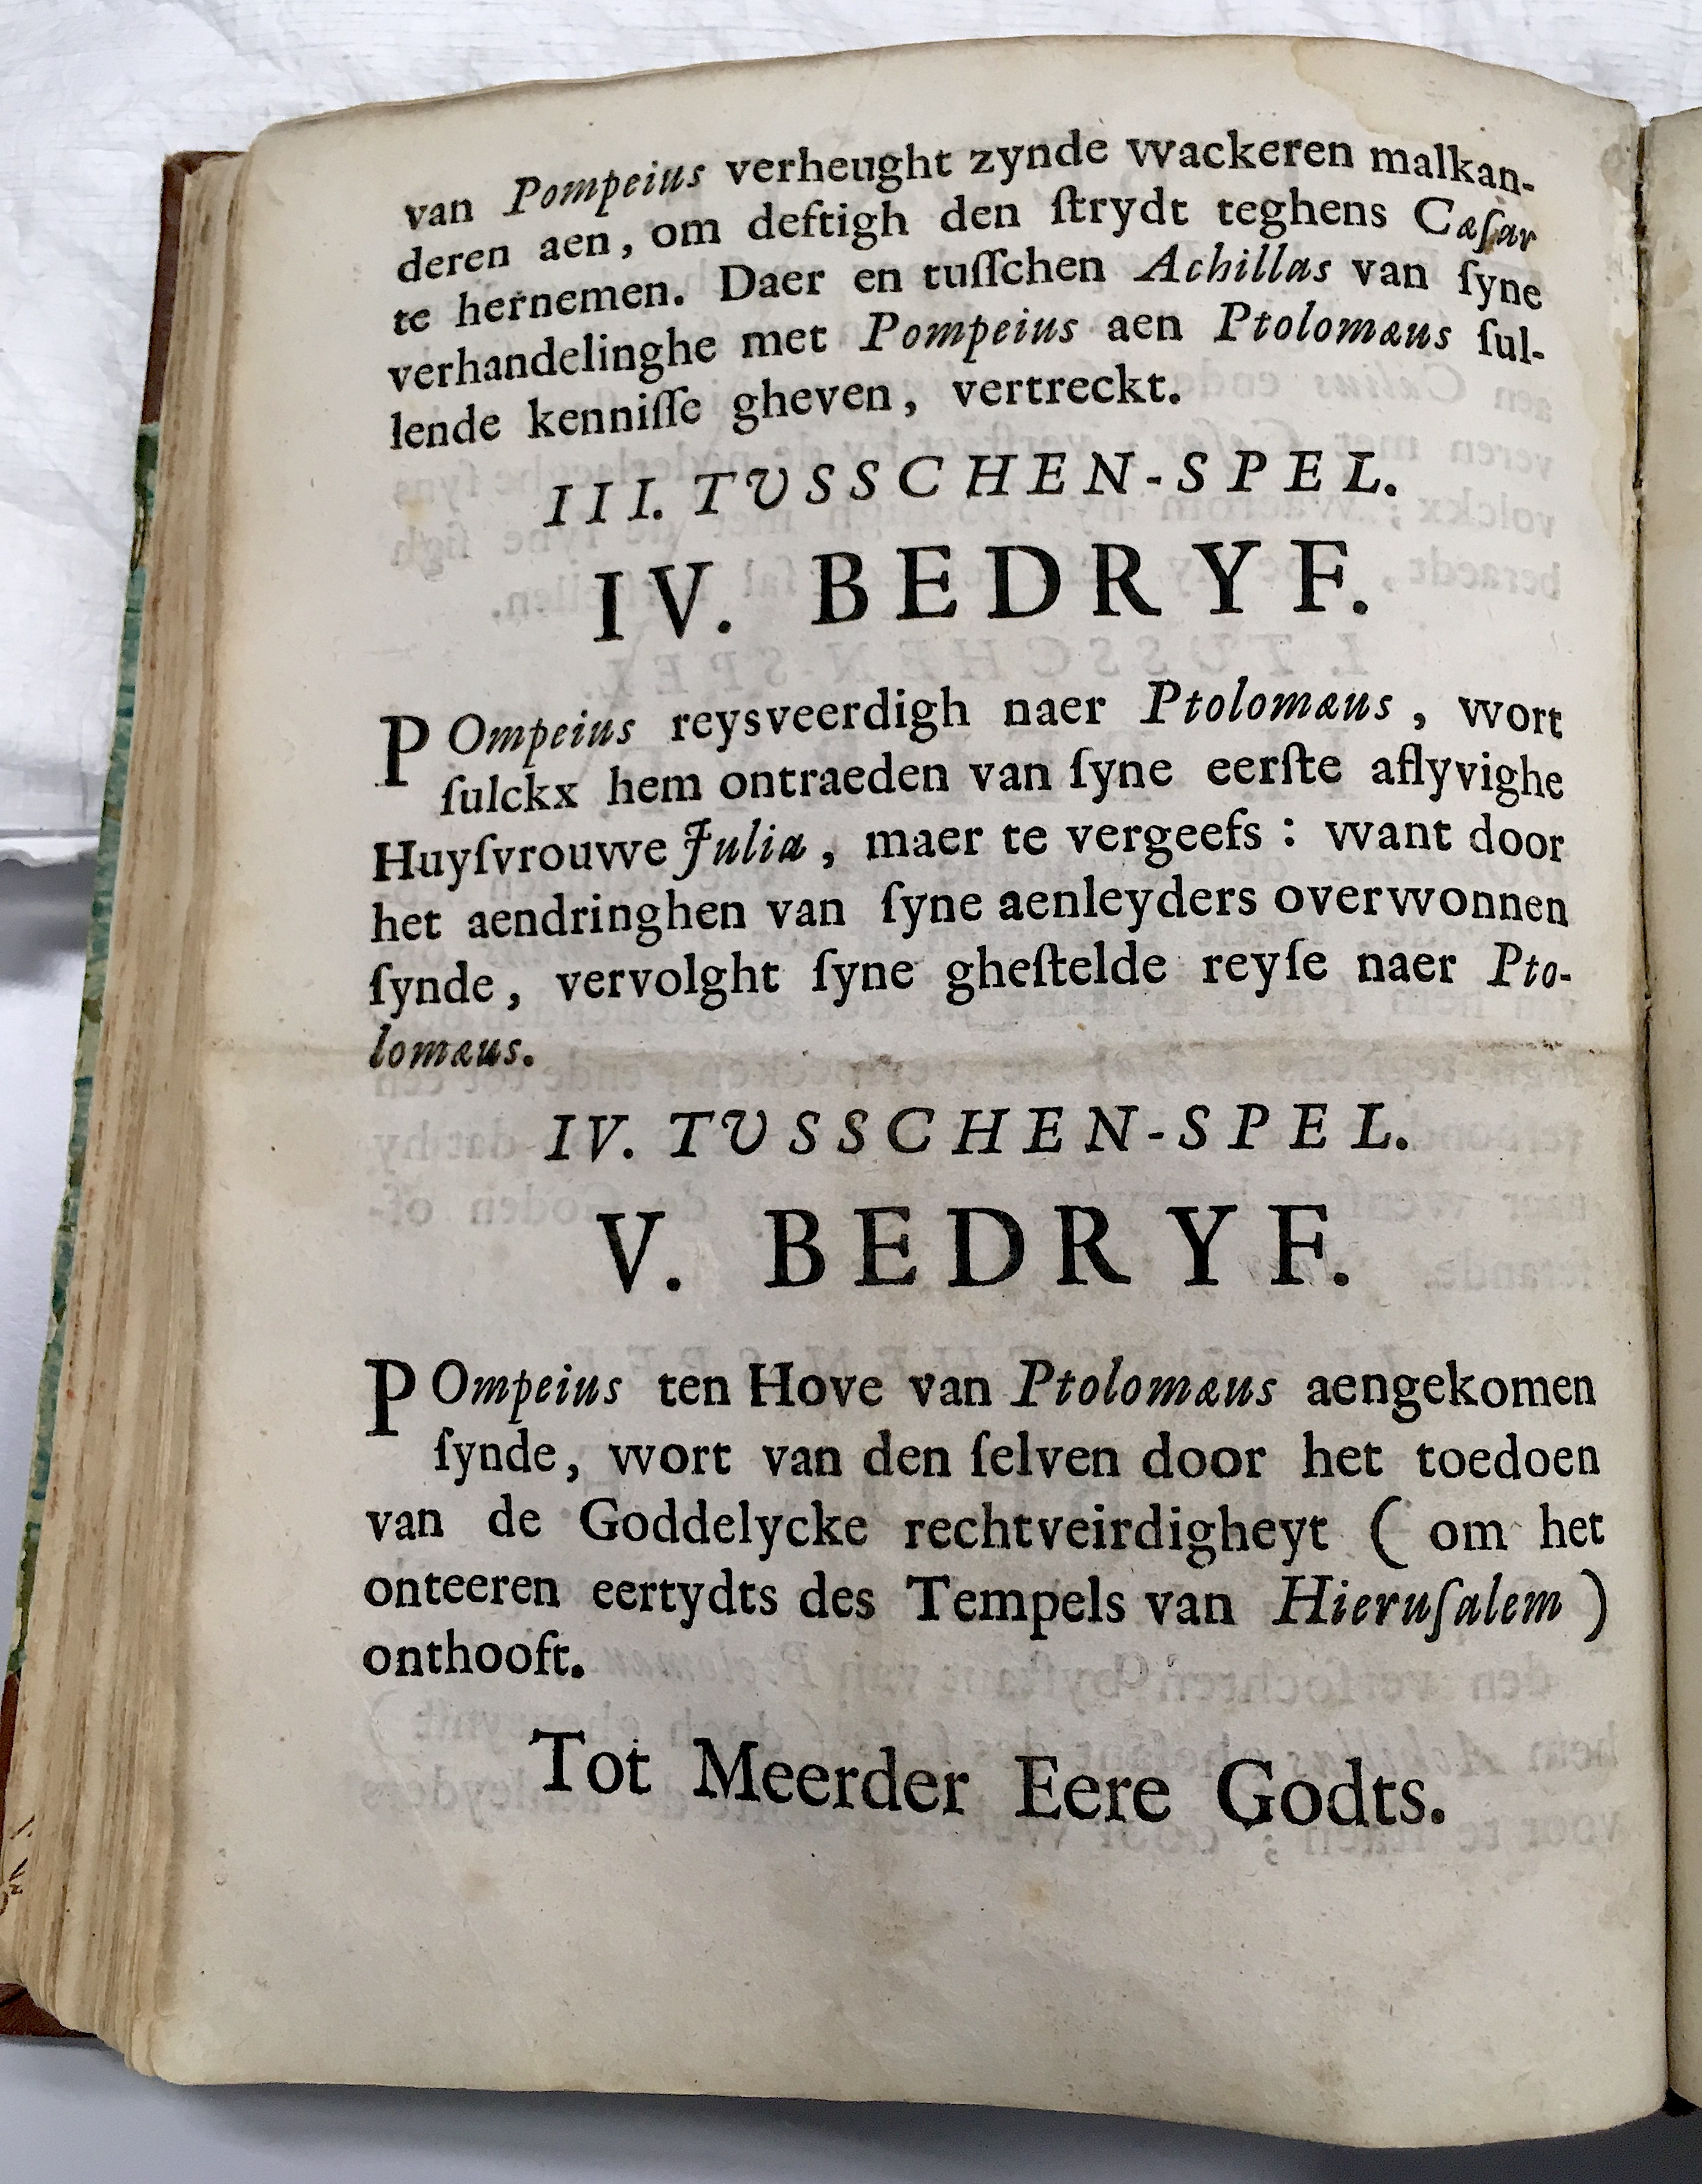 van Pompeius verheught zynde wackeren malkan-
deren aen, om deftigh den ſtrydt teghens Cæſar
te hernemen. Daer en tuſſchen Achillas van ſyne
verhandelinghe met Pompeius aen Ptolomæus ſul-
lende kenniſſe gheven, vertreckt.
III. TUSSCHEN-SPEL.
IV. BEDRYF.
POmpeius reysveerdigh naer Ptolomæus, wort
ſulckx hem ontraeden van ſyne eerſte aflyvighe
Huyſvrouwe Julia, maer te vergeefs: want door
het aendringhen van ſyne aenleyders overwonnen
ſynde, vervolght ſyne gheſtelde reyſe naer Pto-
lomæus.
IV. TUSSCHEN-SPEL.
V. BEDRYF.
POmpeius ten Hove van Ptolomæus aengekomen
ſynde, wort van den ſelven door het toedoen
van de Goddelycke rechtveirdigheyt ( om het
onteeren eertydts des Tempels van Hieruſalem )
onthooft.
Tot Meerder Eere Godts.